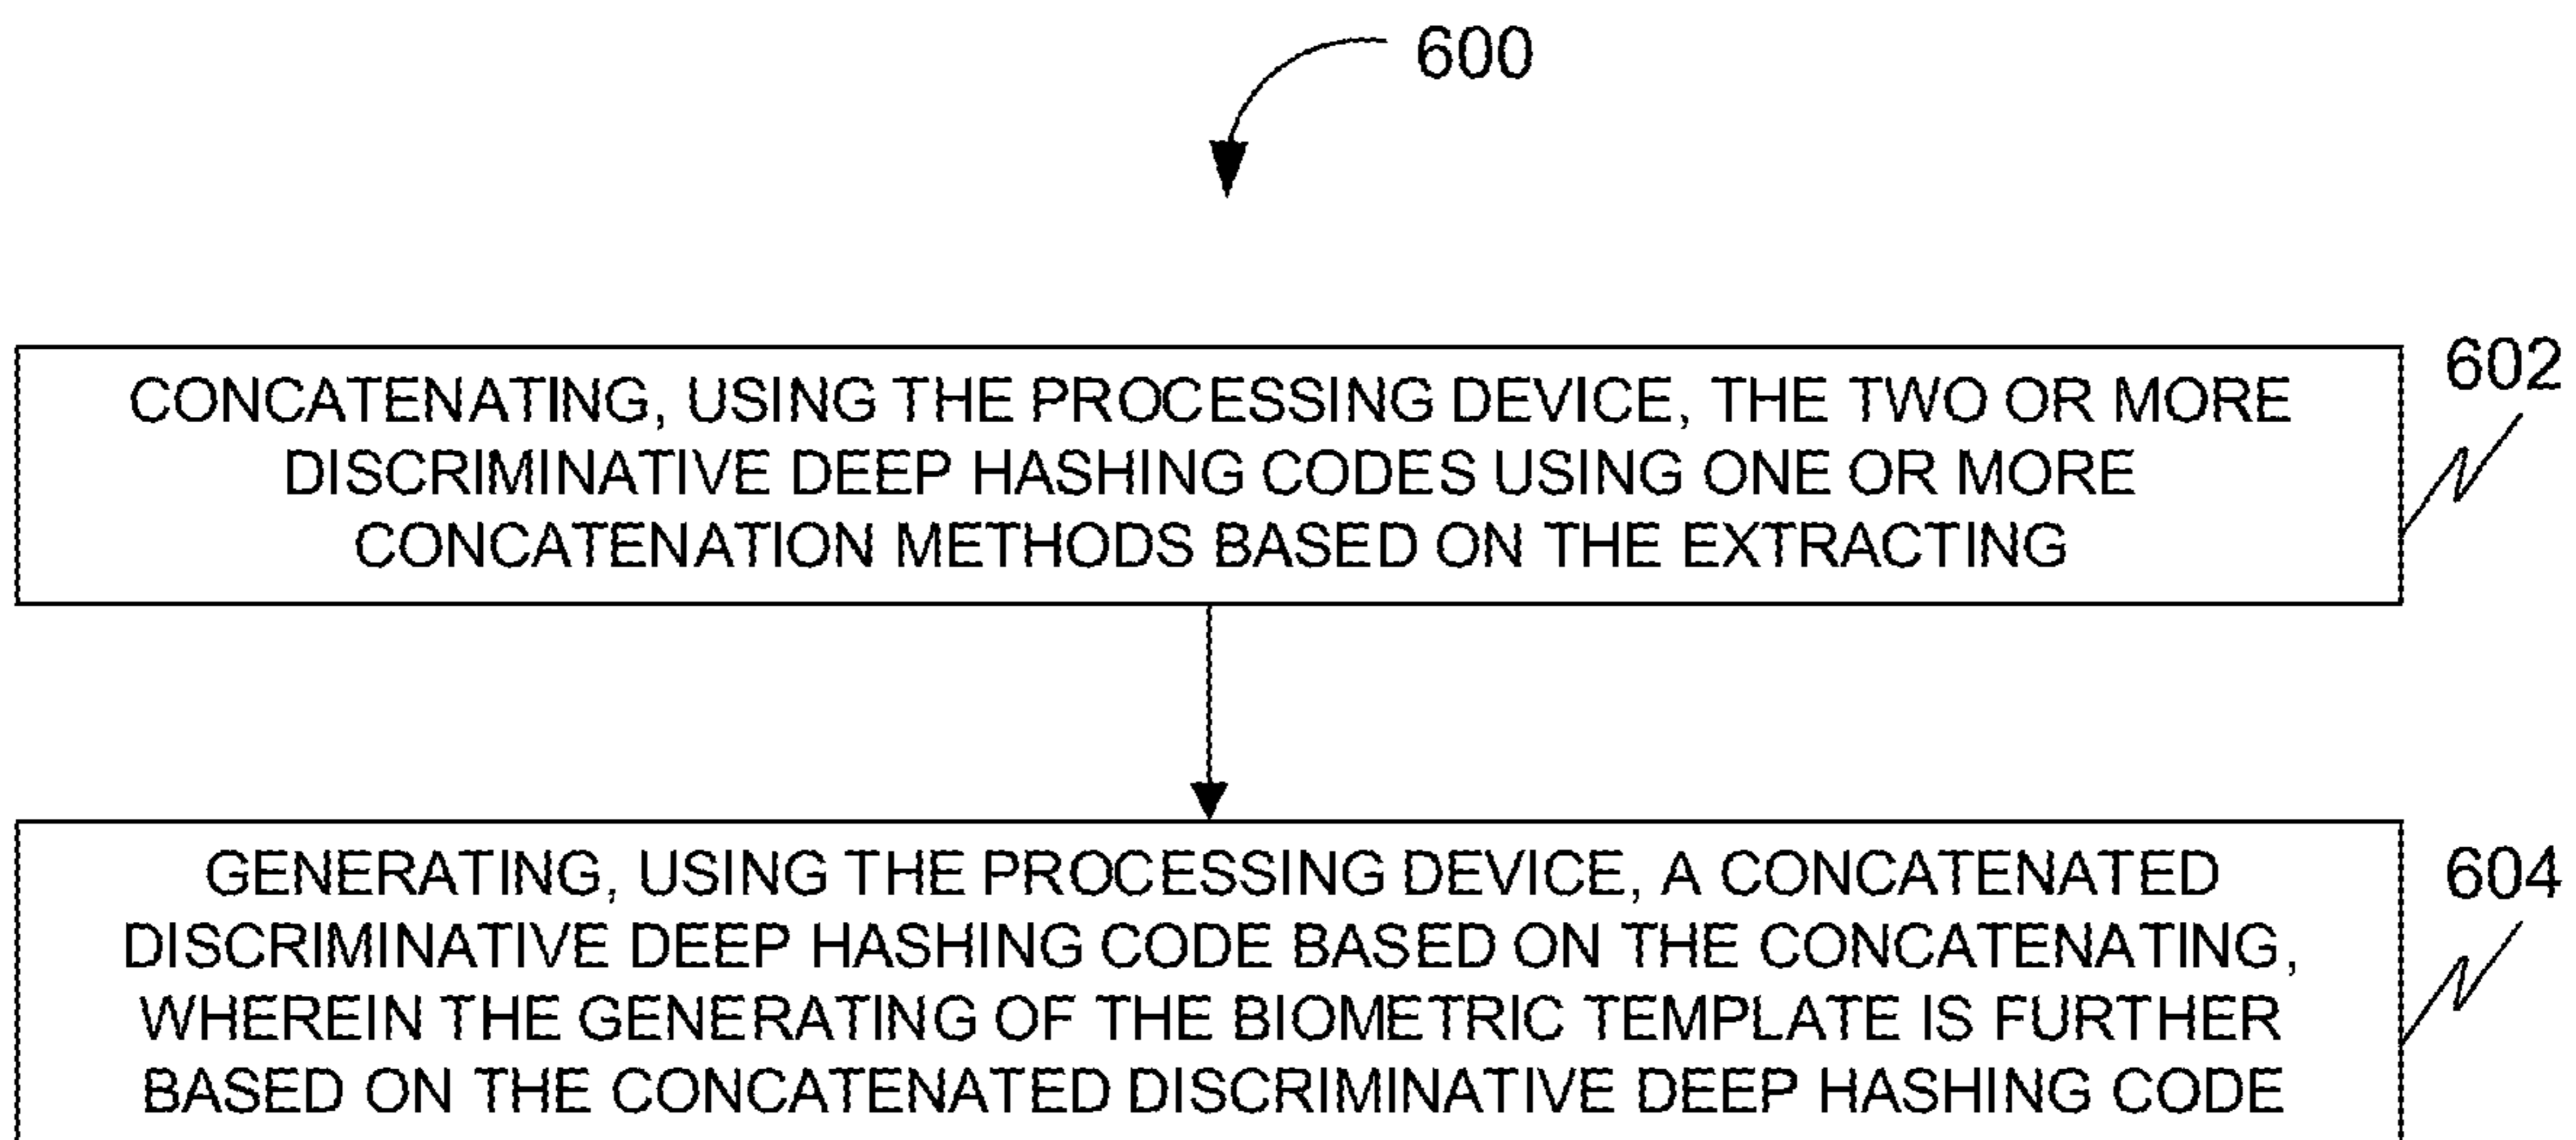 600
602
CONCATENATING, USING THE PROCESSING DEVICE, THE TWO OR MORE
DISCRIMINATIVE DEEP HASHING CODES USING ONE OR MORE
CONCATENATION METHODS BASED ON THE EXTRACTING
604
GENERATING, USING THE PROCESSING DEVICE, A CONCATENATED
DISCRIMINATIVE DEEP HASHING CODE BASED ON THE CONCATENATING,
WHEREIN THE GENERATING OF THE BIOMETRIC TEMPLATE IS FURTHER
BASED ON THE CONCATENATED DISCRIMINATIVE DEEP HASHING CODE